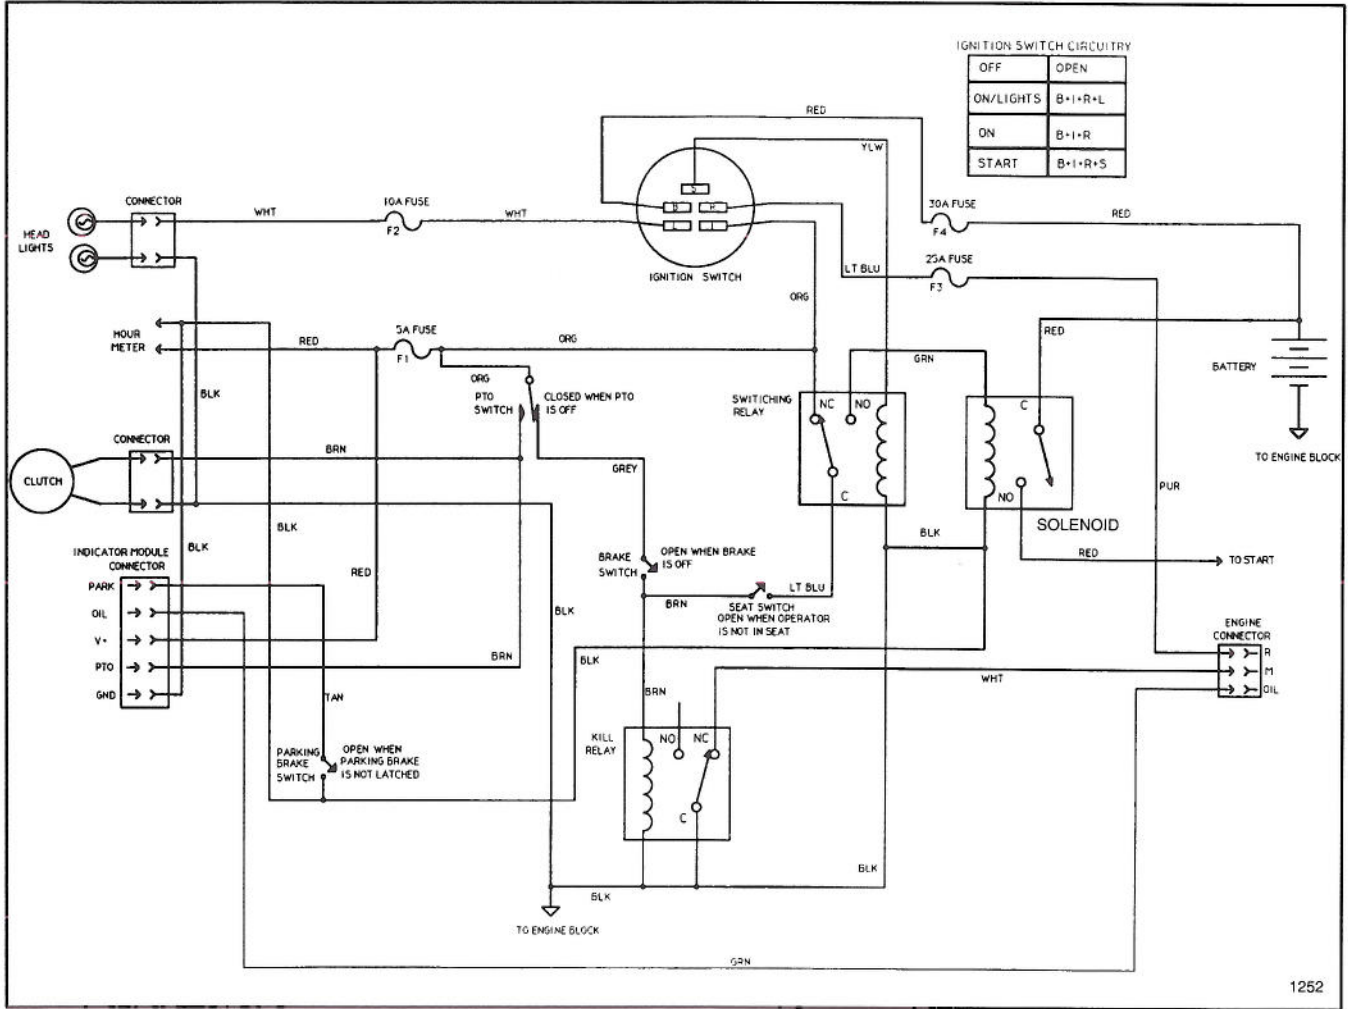 IGNITION SWITCH CIRCUITRY
OFF OPEN
ON/LIGHTS B+I+R+L
ON B+I+R
START B+I+R+S
RED
YLW
S
B R
L I
IGNITION SWITCH
CONNECTOR
HEAD
LIGHTS
WHT
10A FUSE
F2
WHT
30A FUSE
F4
RED
LT BLU
25A FUSE
F3
ORG
HOUR
METER
RED
5A FUSE
F1
ORG
RED
BATTERY
TO ENGINE BLOCK
GRN
BLK
ORG
PTO
SWITCH
CLOSED WHEN PTO
IS OFF
SWITICHING
RELAY
NC NO
C
C
NO
SOLENOID
CONNECTOR
CLUTCH
BRN
GREY
PUR
BLK
BLK
BLK
RED
TO START
INDICATOR MODULE
CONNECTOR
PARK
OIL
V+
PTO
GND
RED
BRAKE
SWITCH
OPEN WHEN BRAKE
IS OFF
BRN
LT BLU
SEAT SWITCH
OPEN WHEN OPERATOR
IS NOT IN SEAT
BLK
BRN
BLK
ENGINE
CONNECTOR
R
M
OIL
WHT
TAN
BRN
PARKING
BRAKE
SWITCH
OPEN WHEN
PARKING BRAKE
IS NOT LATCHED
KILL
RELAY
NO NC
C
BLK
BLK
TO ENGINE BLOCK
GRN
1252